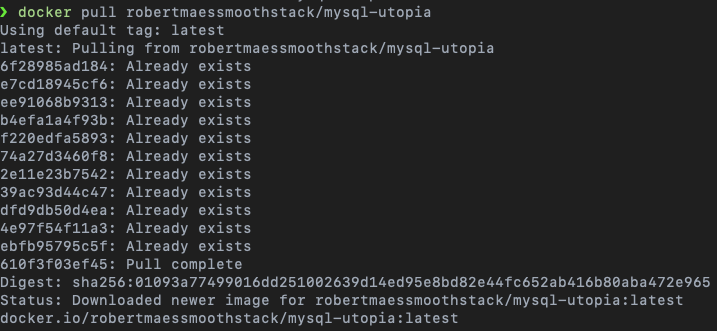 ❯ docker pull robertmaessmoothstack/mysql-utopia
Using default tag: latest
latest: Pulling from robertmaessmoothstack/mysql-utopia
6f28985ad184: Already exists
e7cd18945cf6: Already exists
ee91068b9313: Already exists
b4efa1a4f93b: Already exists
f220edfa5893: Already exists
74a27d3460f8: Already exists
2e11e23b7542: Already exists
39ac93d44c47: Already exists
dfd9db50d4ea: Already exists
4e97f54f11a3: Already exists
ebfb95795c5f: Already exists
610f3f03ef45: Pull complete
Digest: sha256:01093a77499016dd251002639d14ed95e8bd82e44fc652ab416b80aba472e965
Status: Downloaded newer image for robertmaessmoothstack/mysql-utopia:latest
docker.io/robertmaessmoothstack/mysql-utopia:latest